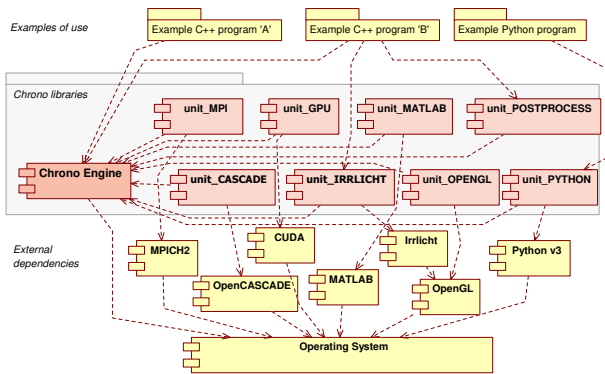 Examples of use
Example C++ program 'A'
Example C++ program 'B'
Example Python program
Chrono libraries
unit_MPI
unit_GPU
unit_MATLAB
unit_POSTPROCESS
Chrono Engine
unit_CASCADE
unit_IRRLICHT
unit_OPENGL
unit_PYTHON
External
dependencies
MPICH2
CUDA
Irrlicht
Python v3
OpenCASCADE
MATLAB
OpenGL
Operating System